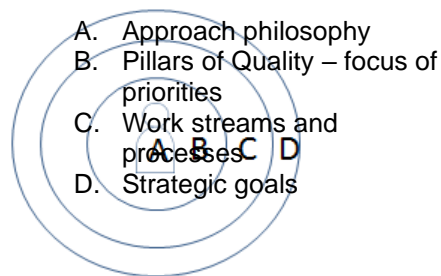 A. Approach philosophy
B. Pillars of Quality – focus of
priorities
C. Work streams and
processes
D. Strategic goals
A B C D